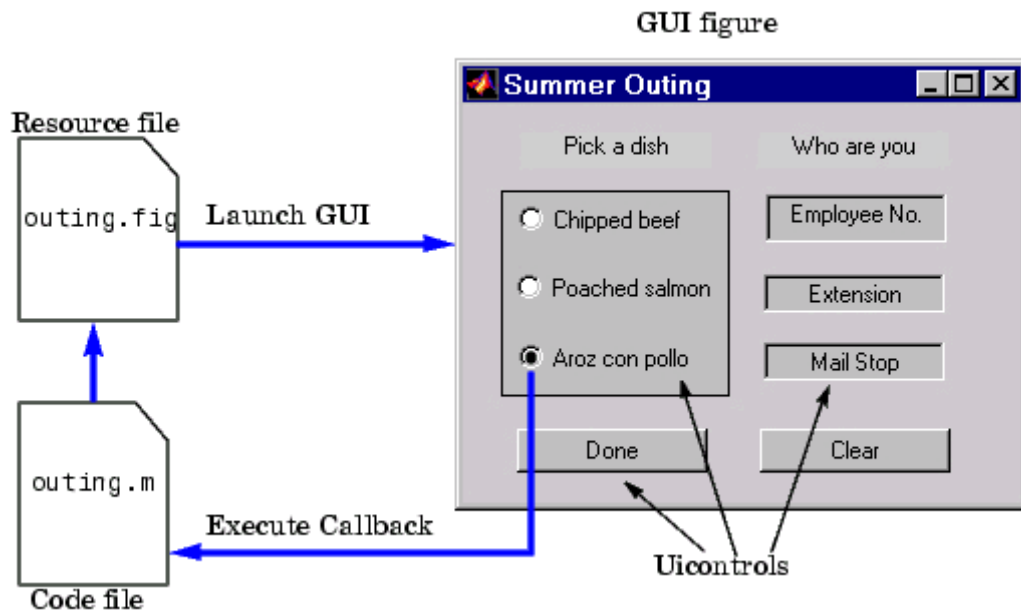 GUI figure
Summer Outing
Resource file
outing.fig
Launch GUI
Pick a dish
Who are you
Chipped beef
Poached salmon
Aroz con pollo
Employee No.
Extension
Mail Stop
Done
Clear
outing.m
Execute Callback
Uicontrols
Code file